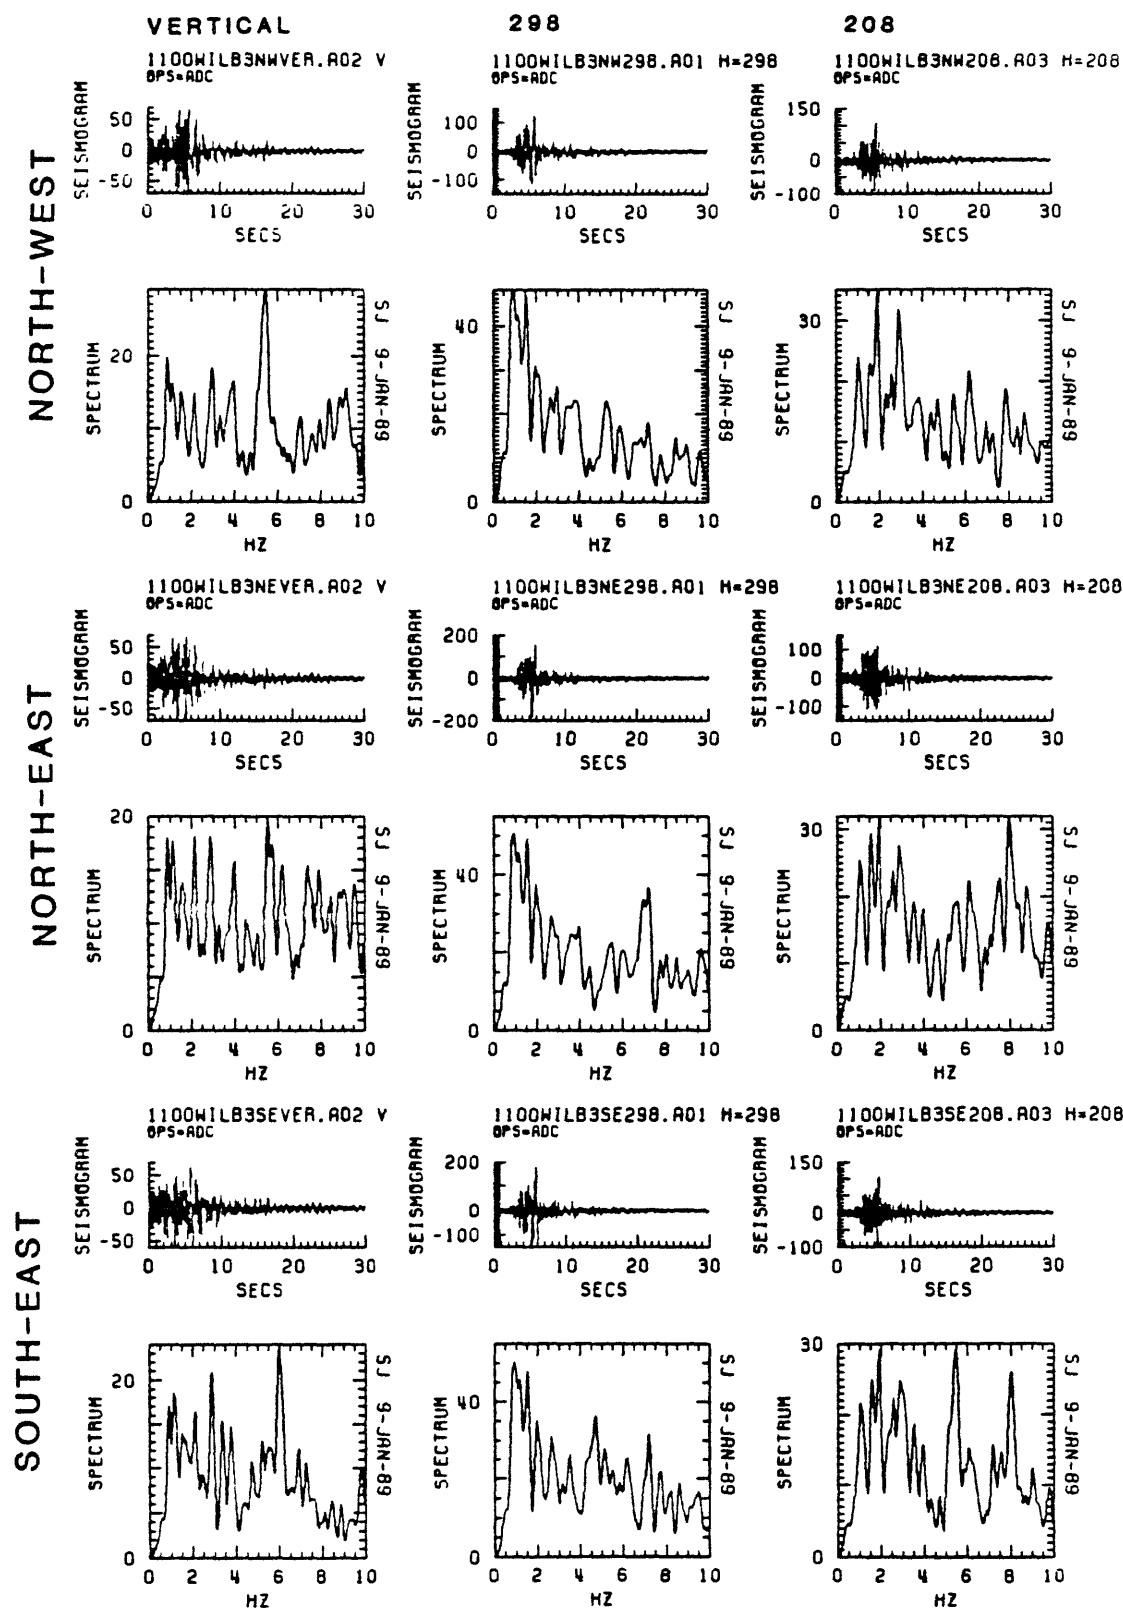 VERTICAL 298 208
NORTH-WEST
1100WILB3NWVER.A02 V
OPS=ADC
SEISMOGRAM
50
0
-50
0 10 20 30
SECS
1100WILB3NW298.A01 H=298
OPS=ADC
SEISMOGRAM
100
0
-100
0 10 20 30
SECS
1100WILB3NW208.A03 H=208
OPS=ADC
SEISMOGRAM
150
0
-100
0 10 20 30
SECS
SPECTRUM
20
0
0 2 4 6 8 10
HZ
SJ 9-JAN-89
SPECTRUM
40
0
0 2 4 6 8 10
HZ
SJ 9-JAN-89
SPECTRUM
30
0
0 2 4 6 8 10
HZ
SJ 9-JAN-89
NORTH-EAST
1100WILB3NEVER.A02 V
OPS=ADC
SEISMOGRAM
50
0
-50
0 10 20 30
SECS
1100WILB3NE298.A01 H=298
OPS=ADC
SEISMOGRAM
200
0
-200
0 10 20 30
SECS
1100WILB3NE208.A03 H=208
OPS=ADC
SEISMOGRAM
100
0
-100
0 10 20 30
SECS
SPECTRUM
20
0
0 2 4 6 8 10
HZ
SJ 9-JAN-89
SPECTRUM
40
0
0 2 4 6 8 10
HZ
SJ 9-JAN-89
SPECTRUM
30
0
0 2 4 6 8 10
HZ
SJ 9-JAN-89
SOUTH-EAST
1100WILB3SEVER.A02 V
OPS=ADC
SEISMOGRAM
50
0
-50
0 10 20 30
SECS
1100WILB3SE298.A01 H=298
OPS=ADC
SEISMOGRAM
200
0
-100
0 10 20 30
SECS
1100WILB3SE208.A03 H=208
OPS=ADC
SEISMOGRAM
150
0
-100
0 10 20 30
SECS
SPECTRUM
20
0
0 2 4 6 8 10
HZ
SJ 9-JAN-89
SPECTRUM
40
0
0 2 4 6 8 10
HZ
SJ 9-JAN-89
SPECTRUM
30
0
0 2 4 6 8 10
HZ
SJ 9-JAN-89